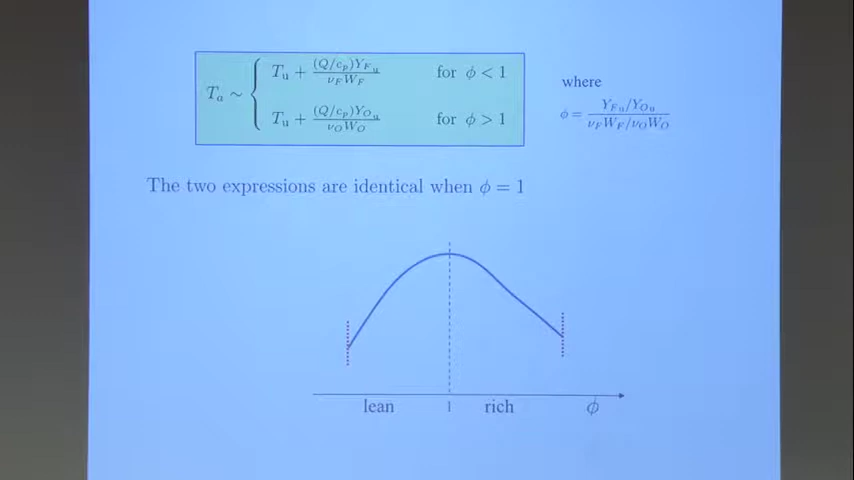 T_a ∼ { T_u + (Q/c_p)Y_{F_u} / ν_F W_F for ϕ < 1
T_u + (Q/c_p)Y_{O_u} / ν_O W_O for ϕ > 1
where
ϕ = Y_{F_u}/Y_{O_u} / ν_F W_F/ν_O W_O
The two expressions are identical when ϕ = 1
lean 1 rich ϕ